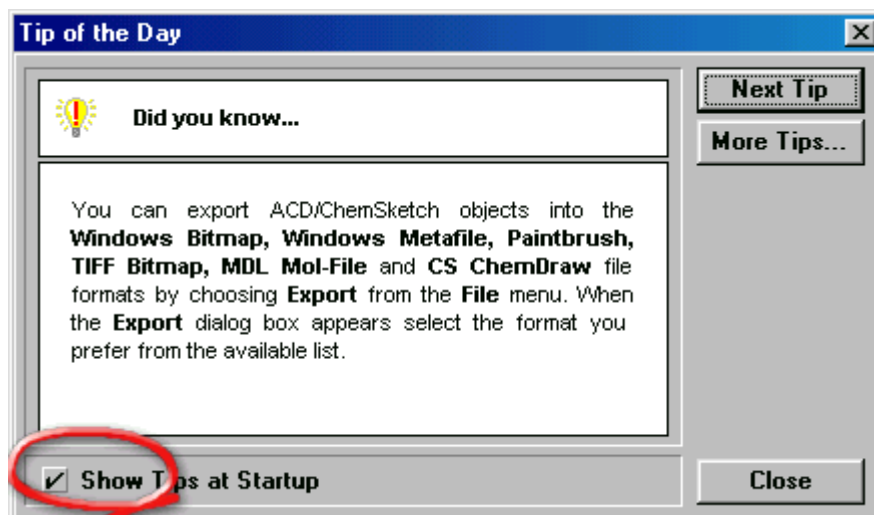 Tip of the Day
Did you know...
Next Tip
More Tips...
You can export ACD/ChemSketch objects into the
Windows Bitmap, Windows Metafile, Paintbrush,
TIFF Bitmap, MDL Mol-File and CS ChemDraw file
formats by choosing Export from the File menu. When
the Export dialog box appears select the format you
prefer from the available list.
Show Tips at Startup
Close